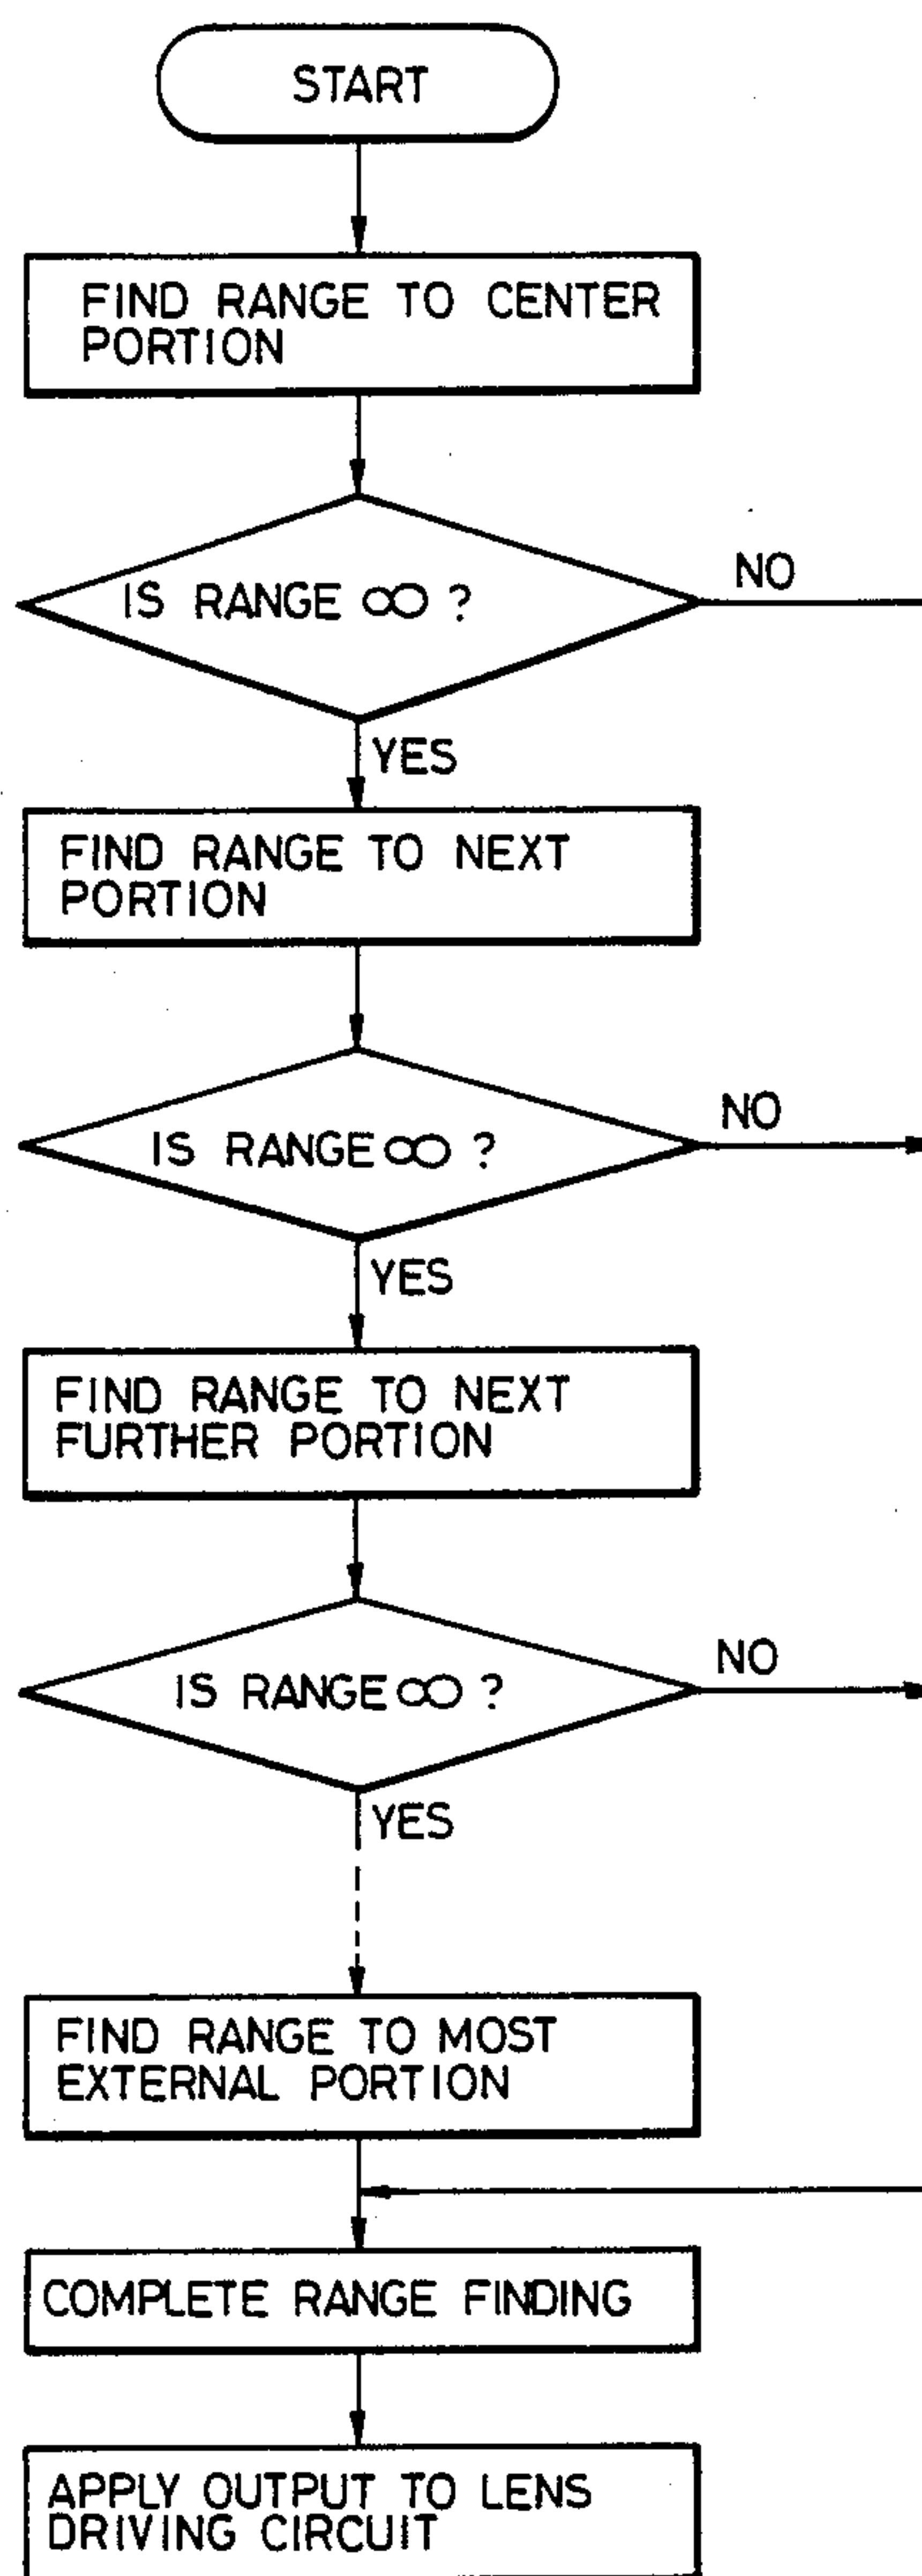 START
FIND RANGE TO CENTER
PORTION
IS RANGE ∞ ?
NO
YES
FIND RANGE TO NEXT
PORTION
IS RANGE ∞ ?
NO
YES
FIND RANGE TO NEXT
FURTHER PORTION
IS RANGE ∞ ?
NO
YES
FIND RANGE TO MOST
EXTERNAL PORTION
COMPLETE RANGE FINDING
APPLY OUTPUT TO LENS
DRIVING CIRCUIT